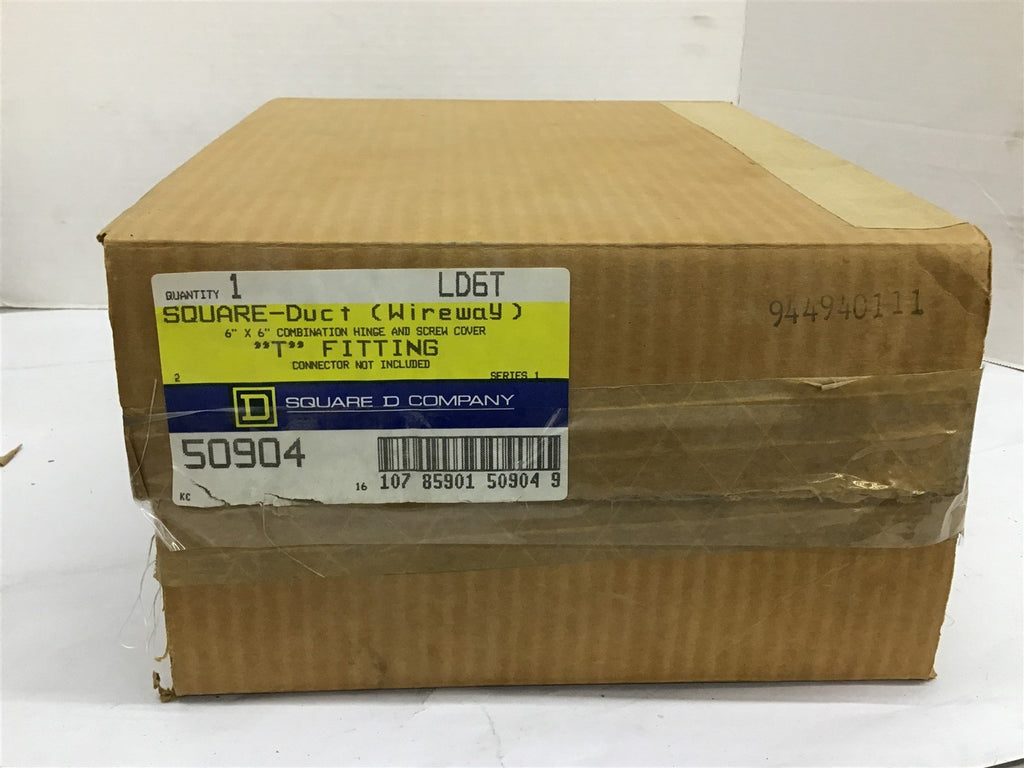 QUANTITY 1 LD6T
SQUARE-Duct (Wireway)
6" X 6" COMBINATION HINGE AND SCREW COVER
"T" FITTING
CONNECTOR NOT INCLUDED
2 SERIES 1
D SQUARE D COMPANY
50904
KC 16 107 85901 50904 9
944940111